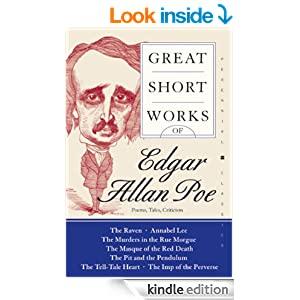 Look inside
GREAT
SHORT
WORKS
OF
Edgar
Allan Poe
Poems, Tales, Criticism
PERENNIAL CLASSICS
The Raven · Annabel Lee
The Murders in the Rue Morgue
The Masque of the Red Death
The Pit and the Pendulum
The Tell-Tale Heart · The Imp of the Perverse
kindle edition